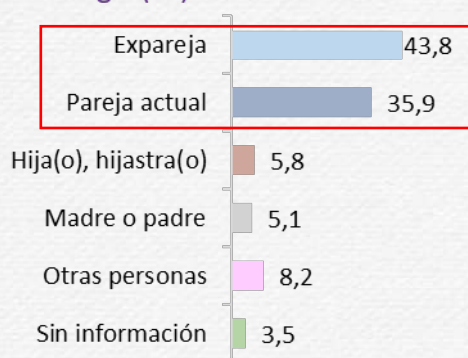 Expareja 43,8
Pareja actual 35,9
Hija(o), hijastra(o) 5,8
Madre o padre 5,1
Otras personas 8,2
Sin información 3,5